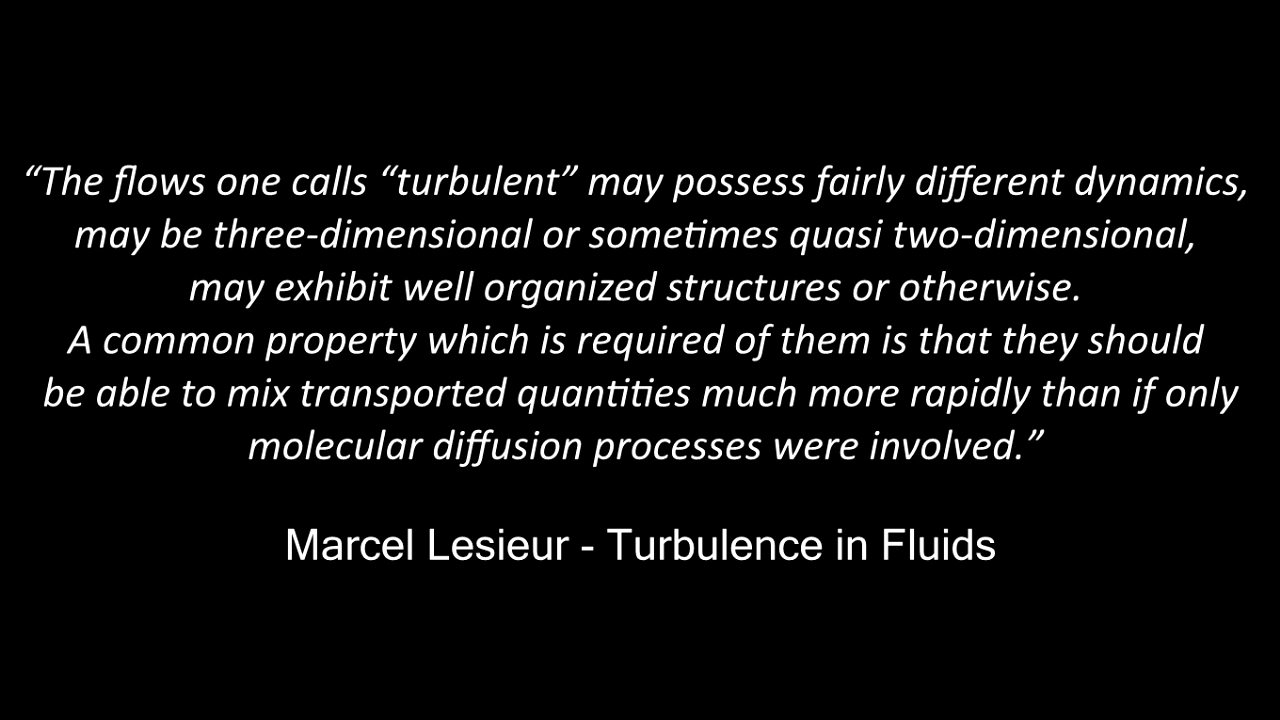 “The flows one calls “turbulent” may possess fairly different dynamics,
may be three-dimensional or sometimes quasi two-dimensional,
may exhibit well organized structures or otherwise.
A common property which is required of them is that they should
be able to mix transported quantities much more rapidly than if only
molecular diffusion processes were involved.”
Marcel Lesieur - Turbulence in Fluids